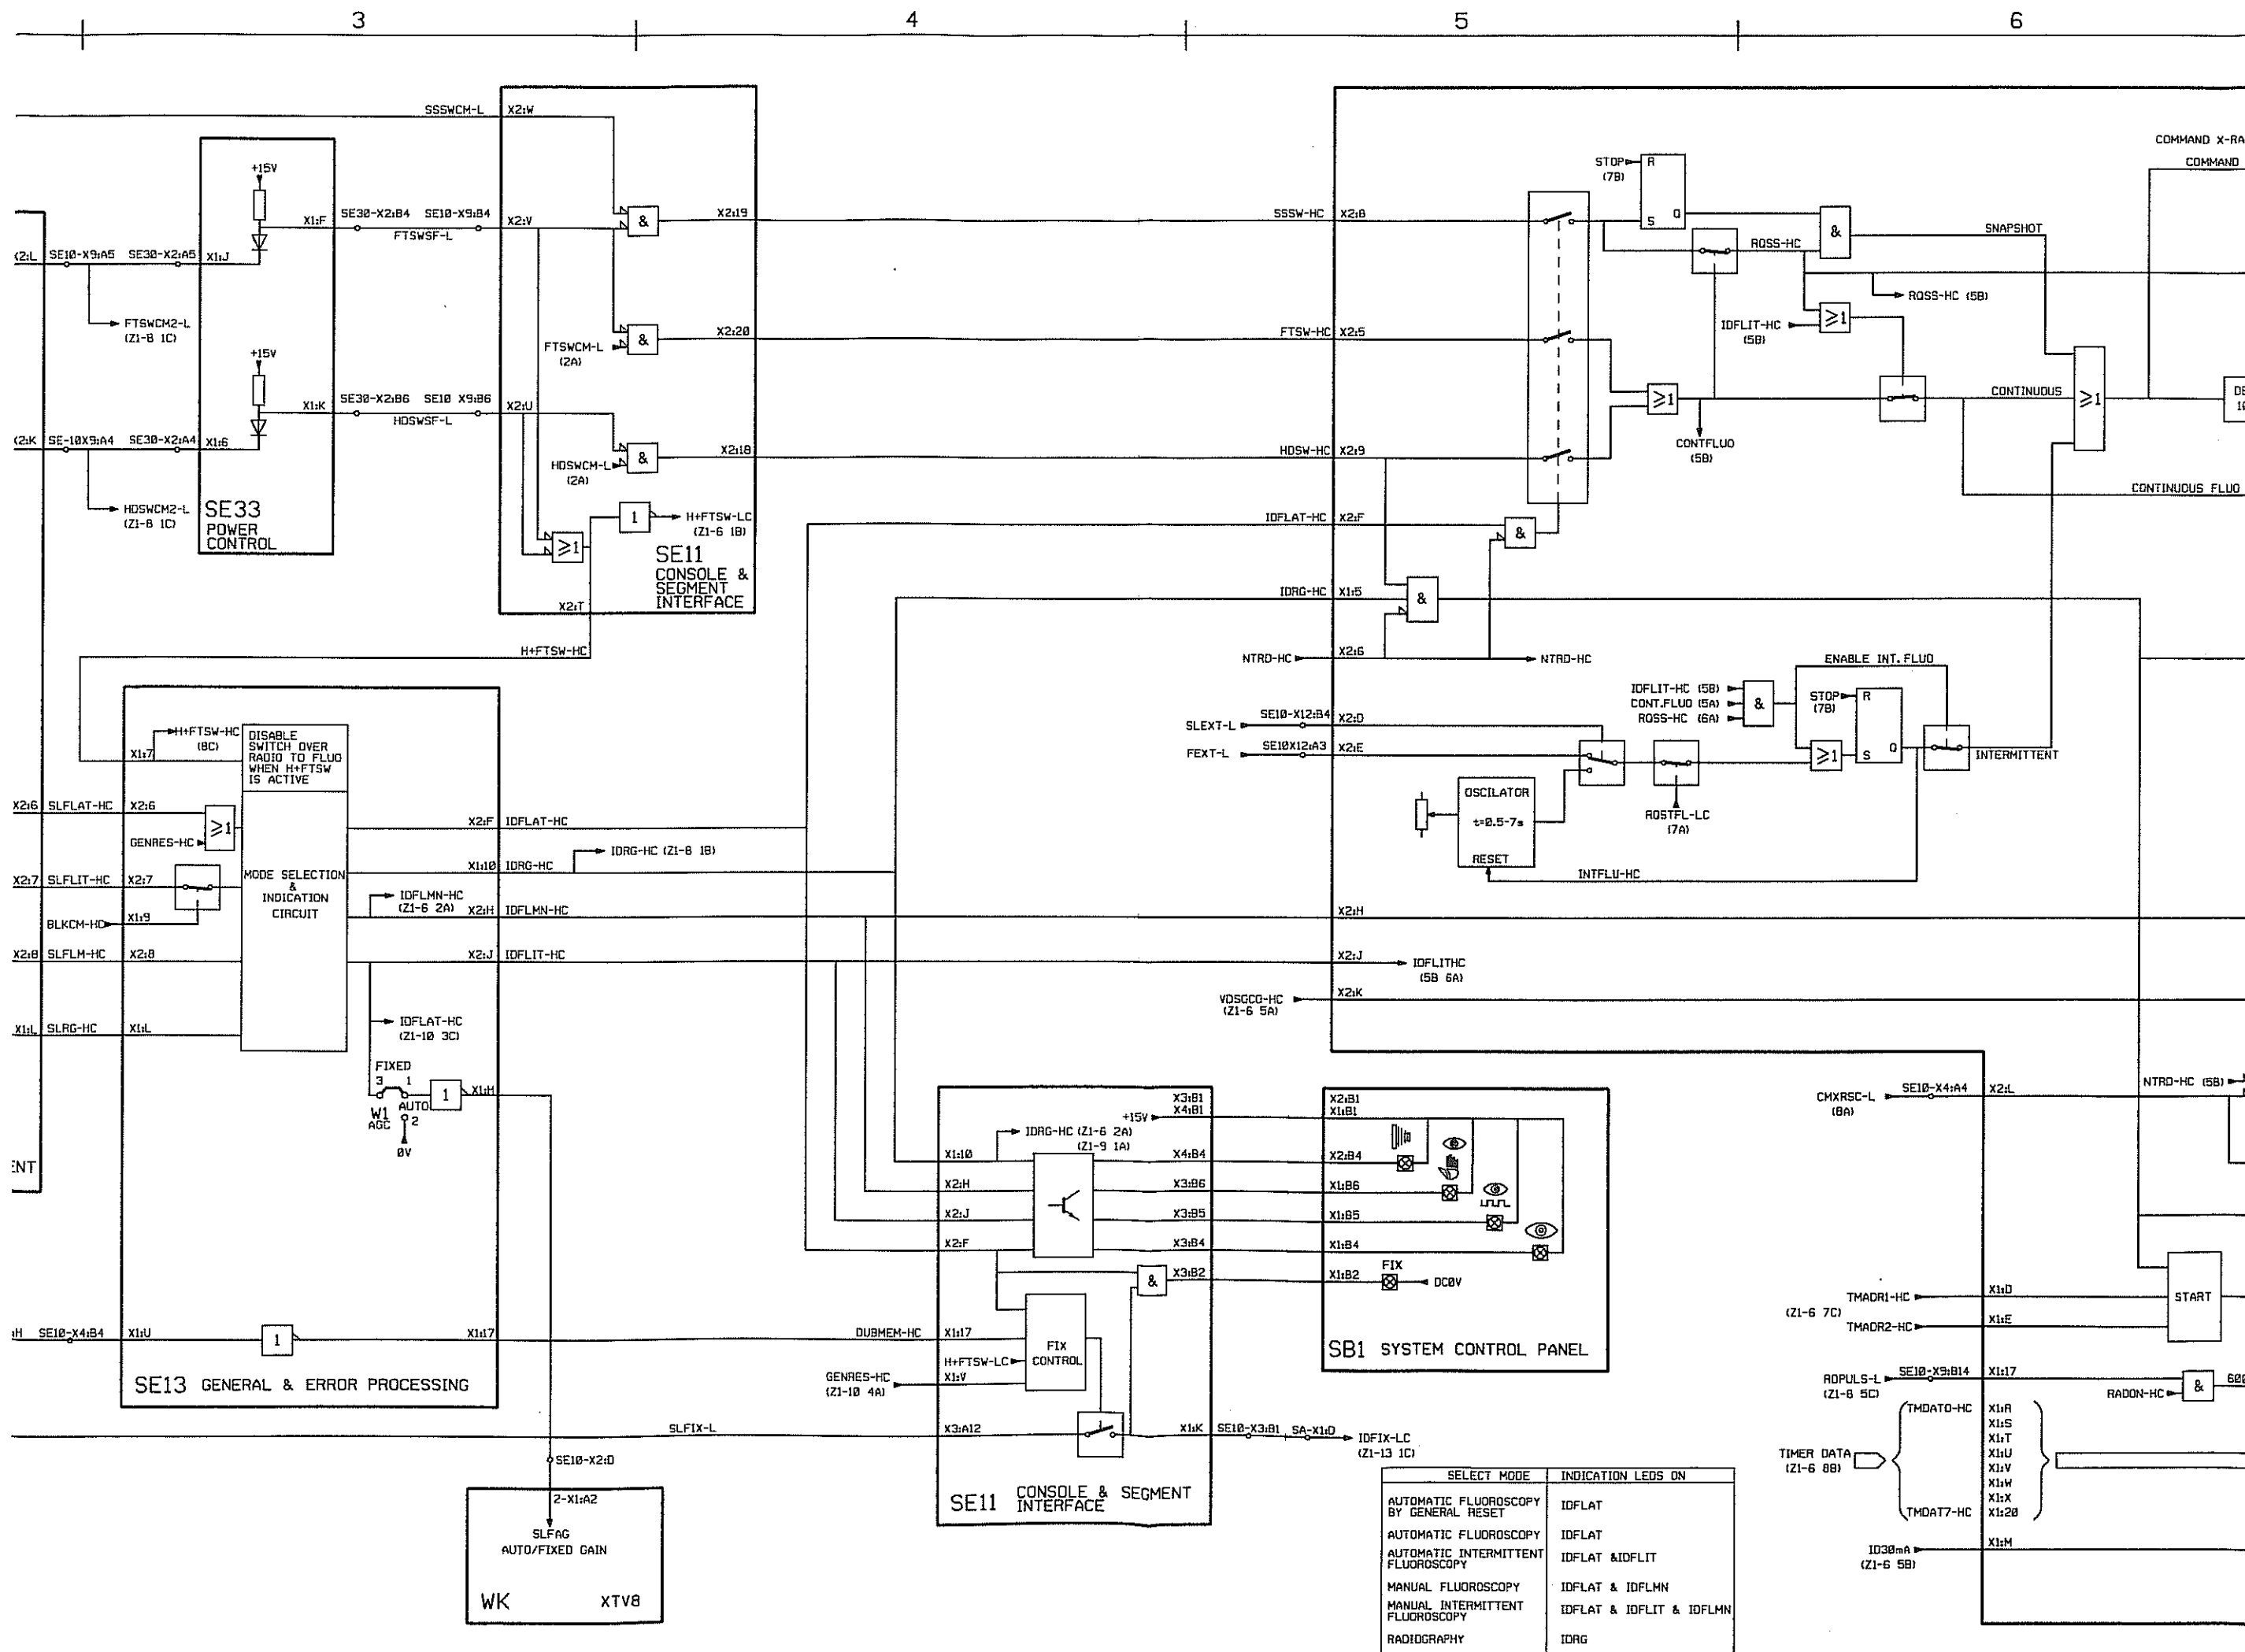 3
4
5
6
SSSWCM-L
X2:W
+15V
X1:F
SE30-X2:B4
SE10-X9:B4
FTSWSF-L
X2:V
&
X2:19
(2:L
SE10-X9:A5
SE30-X2:A5
X1:J
FTSWCM2-L
(Z1-8 1C)
+15V
FTSWCM-L
(2A)
&
X2:20
X1:K
SE30-X2:B6
SE10 X9:B6
HDSWSF-L
X2:U
(2:K
SE-10X9:A4
SE30-X2:A4
X1:6
HDSWCM-L
(2A)
&
X2:18
HDSWCM2-L
(Z1-8 1C)
SE33
POWER
CONTROL
1
H+FTSW-LC
(Z1-6 1B)
≥1
SE11
CONSOLE &
SEGMENT
INTERFACE
X2:T
H+FTSW-HC
COMMAND X-RA
COMMAND
STOP
(7B)
R
S
Q
SSSW-HC
X2:8
&
SNAPSHOT
RQSS-HC
RQSS-HC (5B)
IDFLIT-HC
(5B)
≥1
FTSW-HC
X2:5
≥1
CONTFLUO
(5B)
CONTINUOUS
≥1
DE
10
HDSW-HC
X2:9
CONTINUOUS FLUO
IDFLAT-HC
X2:F
&
IDRG-HC
X1:5
&
NTRD-HC
X2:6
NTRD-HC
ENABLE INT. FLUO
IDFLIT-HC (5B)
CONT.FLUO (5A)
RQSS-HC (6A)
&
STOP
(7B)
R
S
Q
≥1
INTERMITTENT
SLEXT-L
SE10-X12:B4
X2:D
FEXT-L
SE10X12:A3
X2:E
OSCILATOR
t=0.5-7s
RESET
RQSTFL-LC
(7A)
INTFLU-HC
X1:7
H+FTSW-HC
(8C)
DISABLE
SWITCH OVER
RADIO TO FLUO
WHEN H+FTSW
IS ACTIVE
X2:6
SLFLAT-HC
X2:6
GENRES-HC
≥1
X2:F
IDFLAT-HC
X1:10
IDRG-HC
IDRG-HC (Z1-8 1B)
X2:7
SLFLIT-HC
X2:7
MODE SELECTION
&
INDICATION
CIRCUIT
BLKCM-HC
X1:9
IDFLMN-HC
(Z1-6 2A)
X2:H
IDFLMN-HC
X2:H
X2:8
SLFLM-HC
X2:8
X2:J
IDFLIT-HC
X2:J
IDFLITHC
(5B 6A)
VDSGCO-HC
(Z1-6 5A)
X2:K
X1:L
SLRG-HC
X1:L
IDFLAT-HC
(Z1-10 3C)
FIXED
3
1
W1
AGC
AUTO
2
0V
1
X1:H
ENT
X3:B1
X4:B1
+15V
X2:B1
X1:B1
IDRG-HC (Z1-6 2A)
(Z1-9 1A)
X1:10
X4:B4
X2:B4
X2:H
X3:B6
X1:B6
X2:J
X3:B5
X1:B5
X2:F
X3:B4
X1:B4
&
X3:B2
X1:B2
FIX
DC0V
SB1 SYSTEM CONTROL PANEL
:H
SE10-X4:B4
X1:U
1
X1:17
DUBMEM-HC
X1:17
H+FTSW-LC
GENRES-HC
(Z1-10 4A)
X1:V
FIX
CONTROL
SE13 GENERAL & ERROR PROCESSING
SLFIX-L
X3:A12
X1:K
SE10-X3:B1
SA-X1:D
IDFIX-LC
(Z1-13 1C)
SE11 CONSOLE & SEGMENT
INTERFACE
SE10-X2:D
2-X1:A2
SLFAG
AUTO/FIXED GAIN
WK
XTV8
NTRD-HC (5B)
CMXRSC-L
(8A)
SE10-X4:A4
X2:L
TMADR1-HC
(Z1-6 7C)
X1:D
TMADR2-HC
X1:E
START
RDPULS-L
(Z1-6 5C)
SE10-X9:B14
X1:17
RADON-HC
&
600
TMDAT0-HC
X1:R
X1:S
X1:T
X1:U
X1:V
X1:W
X1:X
TMDAT7-HC
X1:20
TIMER DATA
(Z1-6 8B)
ID30mA
(Z1-6 5B)
X1:M
SELECT MODE
INDICATION LEDS ON
AUTOMATIC FLUOROSCOPY
BY GENERAL RESET
IDFLAT
AUTOMATIC FLUOROSCOPY
IDFLAT
AUTOMATIC INTERMITTENT
FLUOROSCOPY
IDFLAT &IDFLIT
MANUAL FLUOROSCOPY
IDFLAT & IDFLMN
MANUAL INTERMITTENT
FLUOROSCOPY
IDFLAT & IDFLIT & IDFLMN
RADIOGRAPHY
IDRG